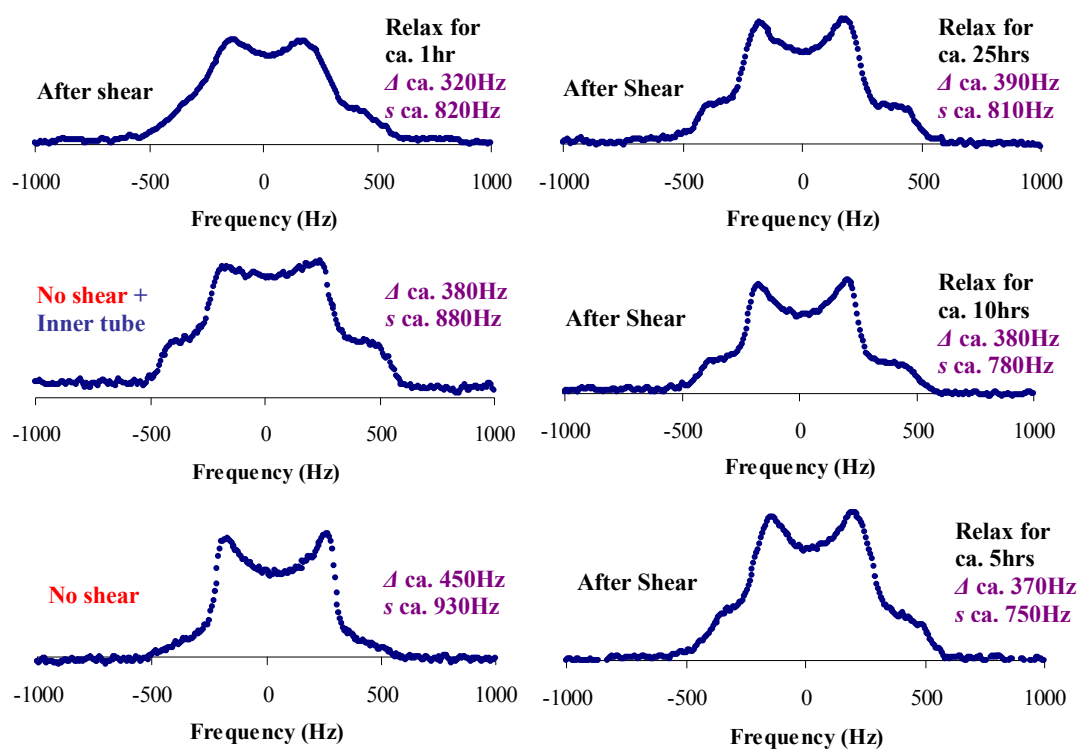 After shear
Relax for
ca. 1hr
Δ ca. 320Hz
s ca. 820Hz
-1000 -500 0 500 1000
Frequency (Hz)
After Shear
Relax for
ca. 25hrs
Δ ca. 390Hz
s ca. 810Hz
-1000 -500 0 500 1000
Frequency (Hz)
No shear +
Inner tube
Δ ca. 380Hz
s ca. 880Hz
-1000 -500 0 500 1000
Frequency (Hz)
After Shear
Relax for
ca. 10hrs
Δ ca. 380Hz
s ca. 780Hz
-1000 -500 0 500 1000
Frequency (Hz)
No shear
Δ ca. 450Hz
s ca. 930Hz
-1000 -500 0 500 1000
Frequency (Hz)
After Shear
Relax for
ca. 5hrs
Δ ca. 370Hz
s ca. 750Hz
-1000 -500 0 500 1000
Frequency (Hz)